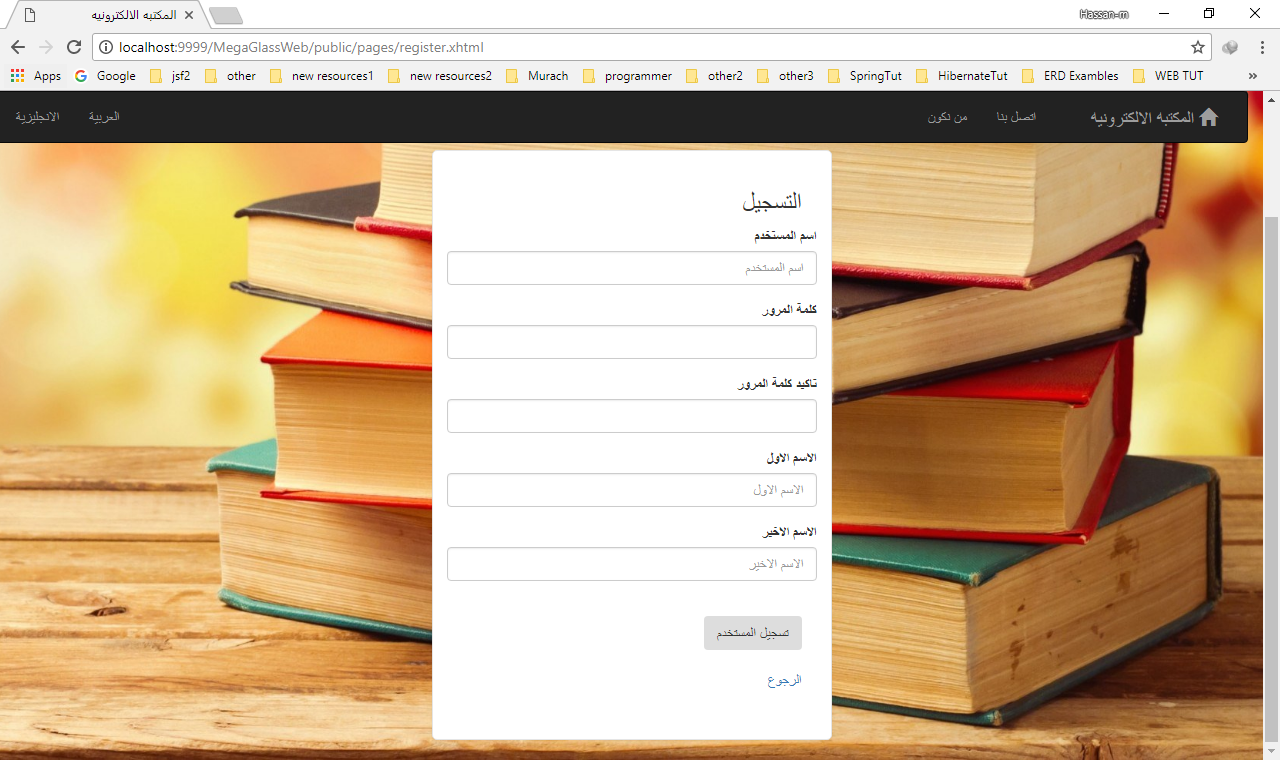 المكتبه الالكترونيه
Hassan-m
localhost:9999/MegaGlassWeb/public/pages/register.xhtml
Apps Google jsf2 other new resources1 new resources2 Murach programmer other2 other3 SpringTut HibernateTut ERD Exambles WEB TUT »
المكتبه الالكترونيه اتصل بنا من نكون العربية الانجليزية
التسجيل
اسم المستخدم
اسم المستخدم
كلمة المرور
تاكيد كلمة المرور
الاسم الاول
الاسم الاول
الاسم الاخير
الاسم الاخير
تسجيل المستخدم
الرجوع